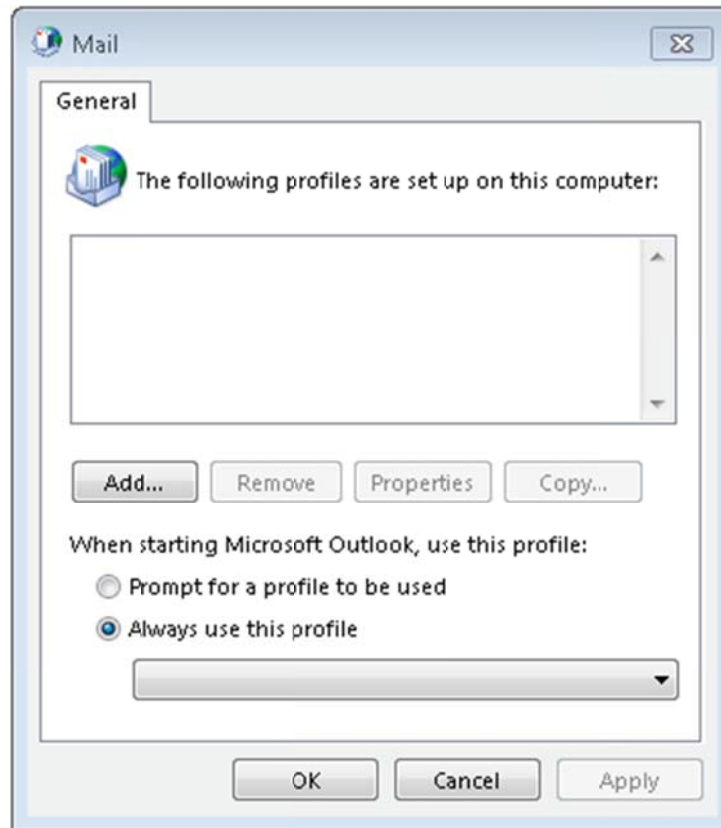 Mail
General
The following profiles are set up on this computer:
Add... Remove Properties Copy...
When starting Microsoft Outlook, use this profile:
Prompt for a profile to be used
Always use this profile
OK Cancel Apply